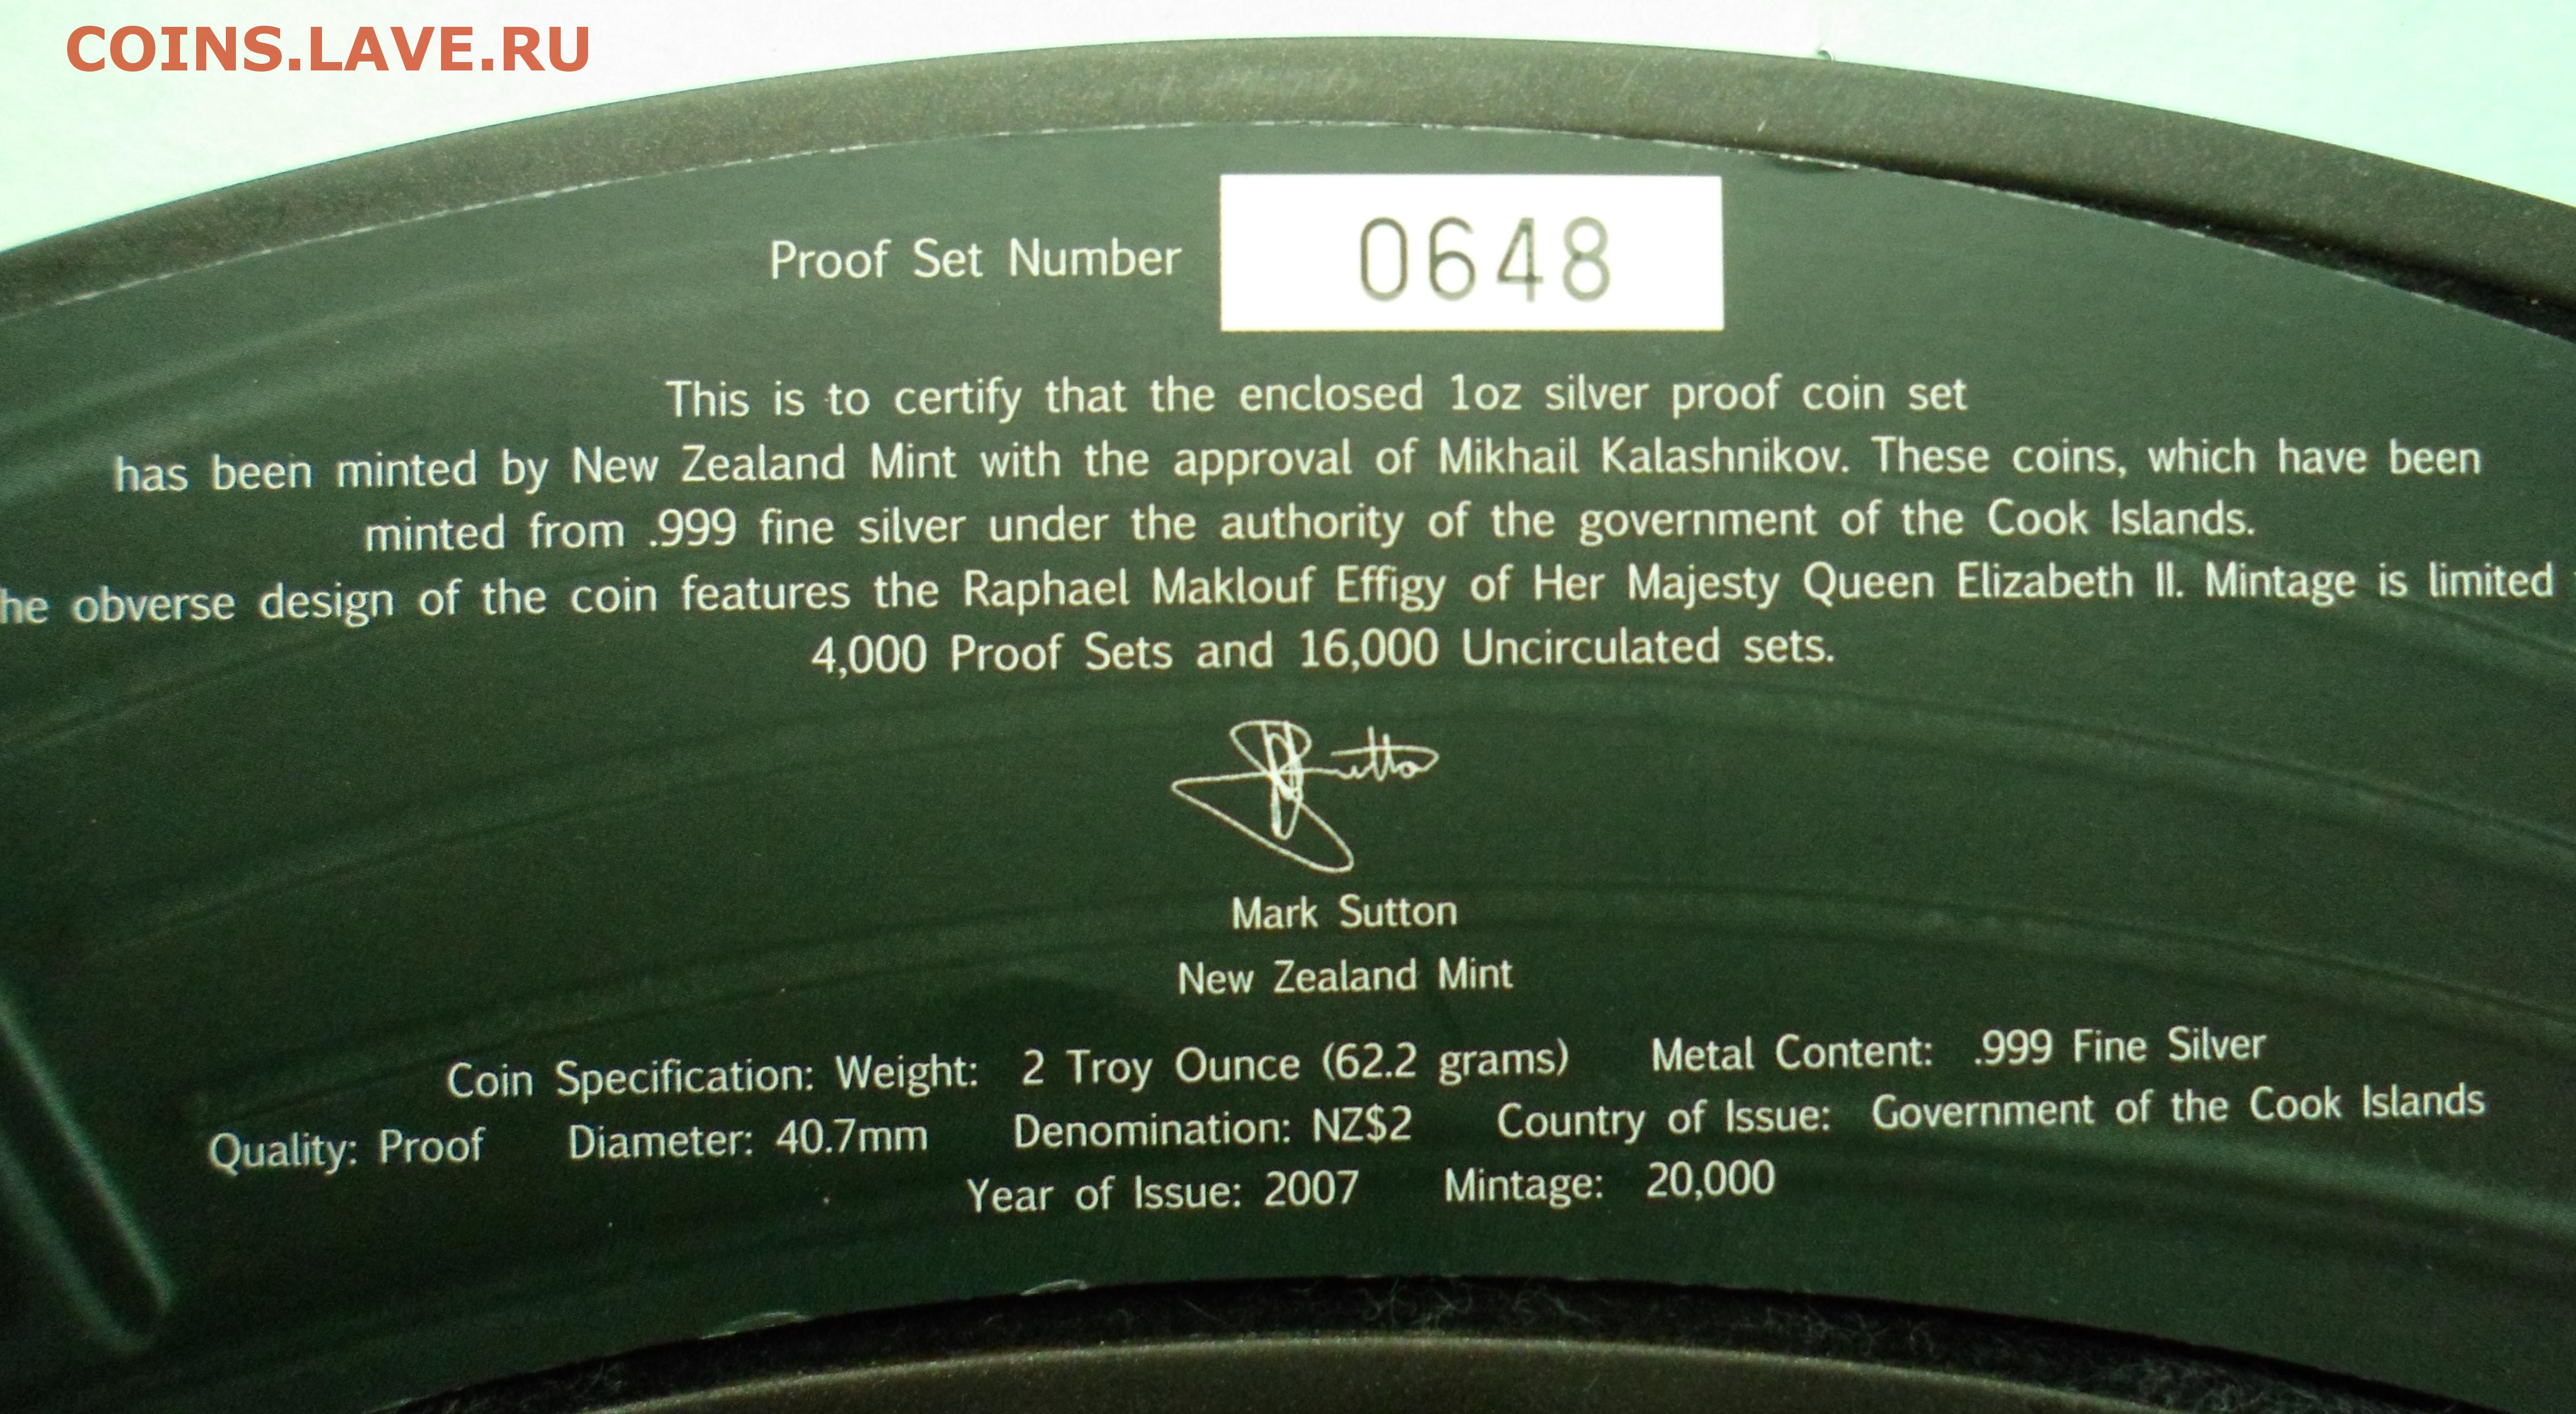 COINS.LAVE.RU
Proof Set Number 0648
This is to certify that the enclosed 1oz silver proof coin set
has been minted by New Zealand Mint with the approval of Mikhail Kalashnikov. These coins, which have been
minted from .999 fine silver under the authority of the government of the Cook Islands.
he obverse design of the coin features the Raphael Maklouf Effigy of Her Majesty Queen Elizabeth II. Mintage is limited
4,000 Proof Sets and 16,000 Uncirculated sets.
Sutton
Mark Sutton
New Zealand Mint
Coin Specification: Weight: 2 Troy Ounce (62.2 grams) Metal Content: .999 Fine Silver
Quality: Proof Diameter: 40.7mm Denomination: NZ$2 Country of Issue: Government of the Cook Islands
Year of Issue: 2007 Mintage: 20,000